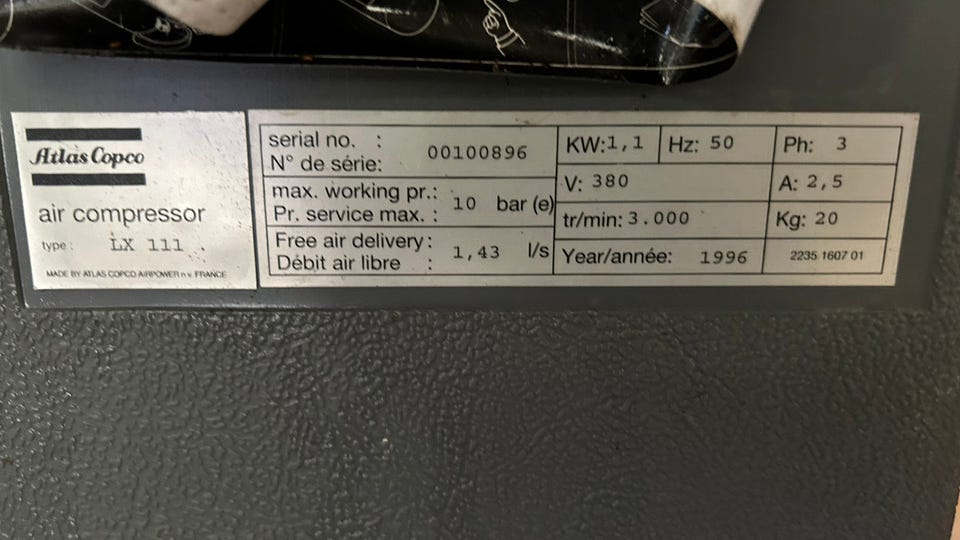 Atlas Copco
air compressor
type : LX 111 .
MADE BY ATLAS COPCO AIRPOWER n.v. FRANCE
serial no. :
N° de série: 00100896
max. working pr.:
Pr. service max. : 10 bar (e)
Free air delivery:
Débit air libre : 1,43 l/s
KW:1,1 Hz: 50 Ph: 3
V: 380 A: 2,5
tr/min: 3.000 Kg: 20
Year/année: 1996 2235 1607 01